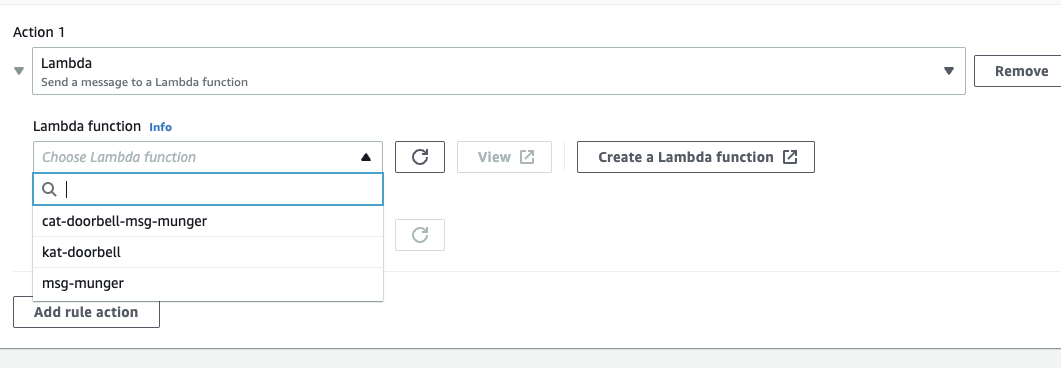 Action 1
Lambda
Send a message to a Lambda function
Remove
Lambda function Info
Choose Lambda function
View
Create a Lambda function
cat-doorbell-msg-munger
kat-doorbell
msg-munger
Add rule action